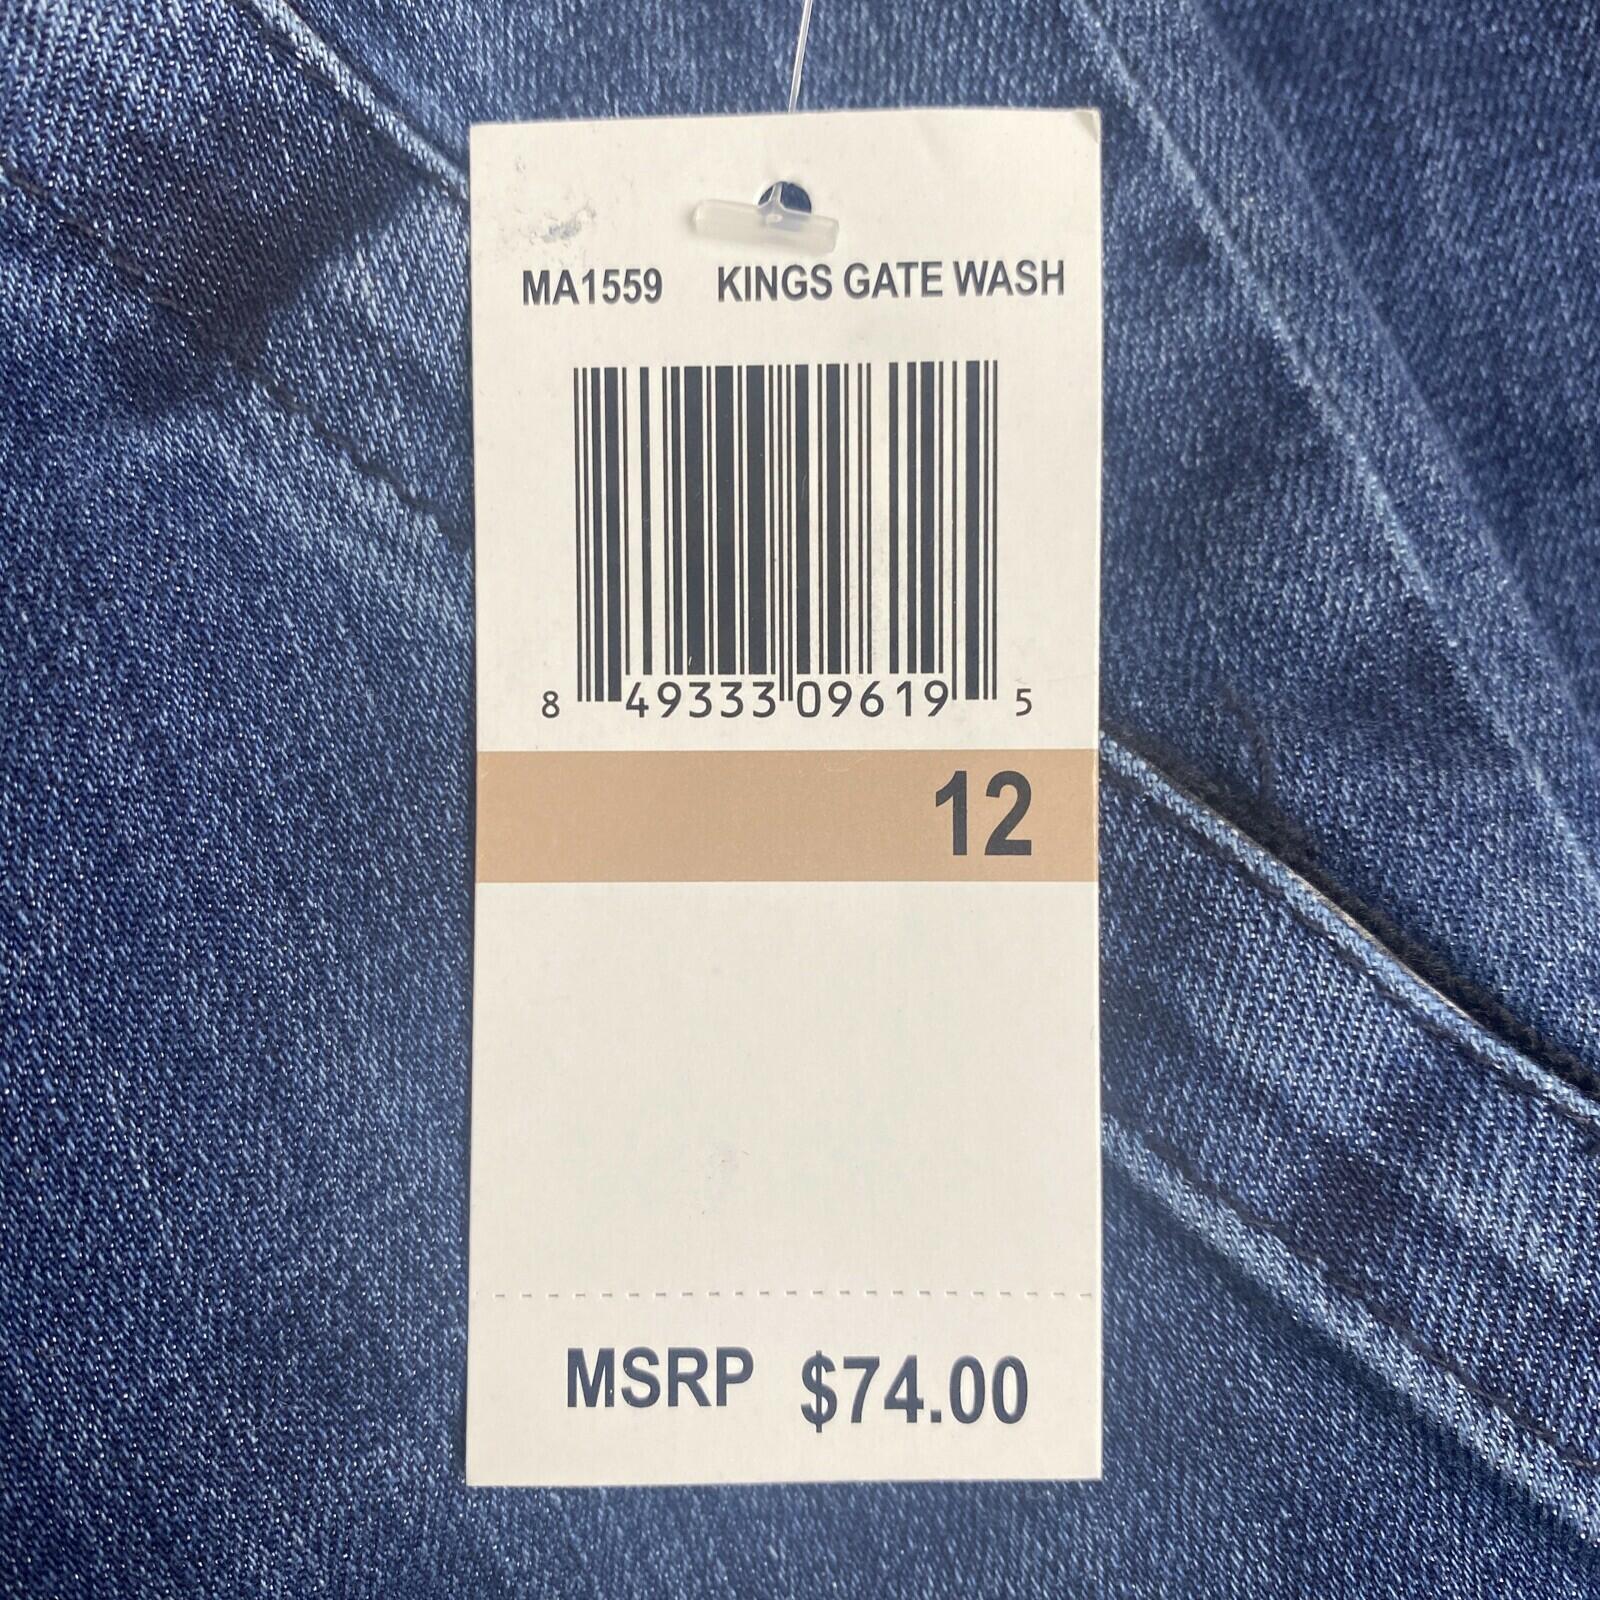 MA1559 KINGS GATE WASH
8 49333 09619 5
12
MSRP $74.00